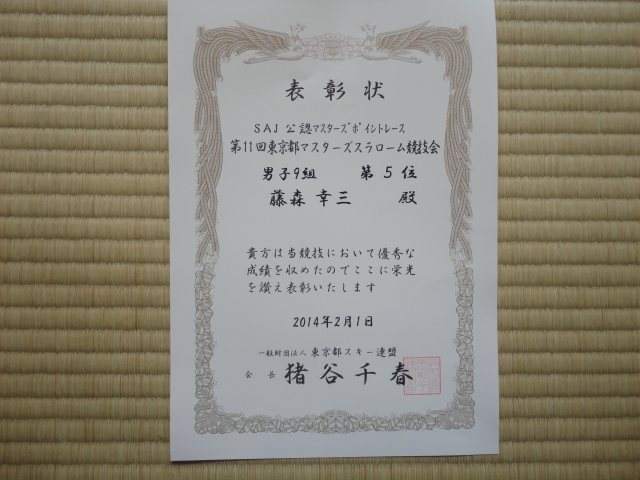 表彰状
SAJ 公認マスターズポイントレース
第11回東京都マスターズスラローム競技会
男子9組 第5位
藤森幸三 殿
貴方は当競技において優秀な
成績を収めたのでここに栄光
を讃え表彰いたします
2014年2月1日
一般財団法人 東京都スキー連盟
会長 猪谷千春